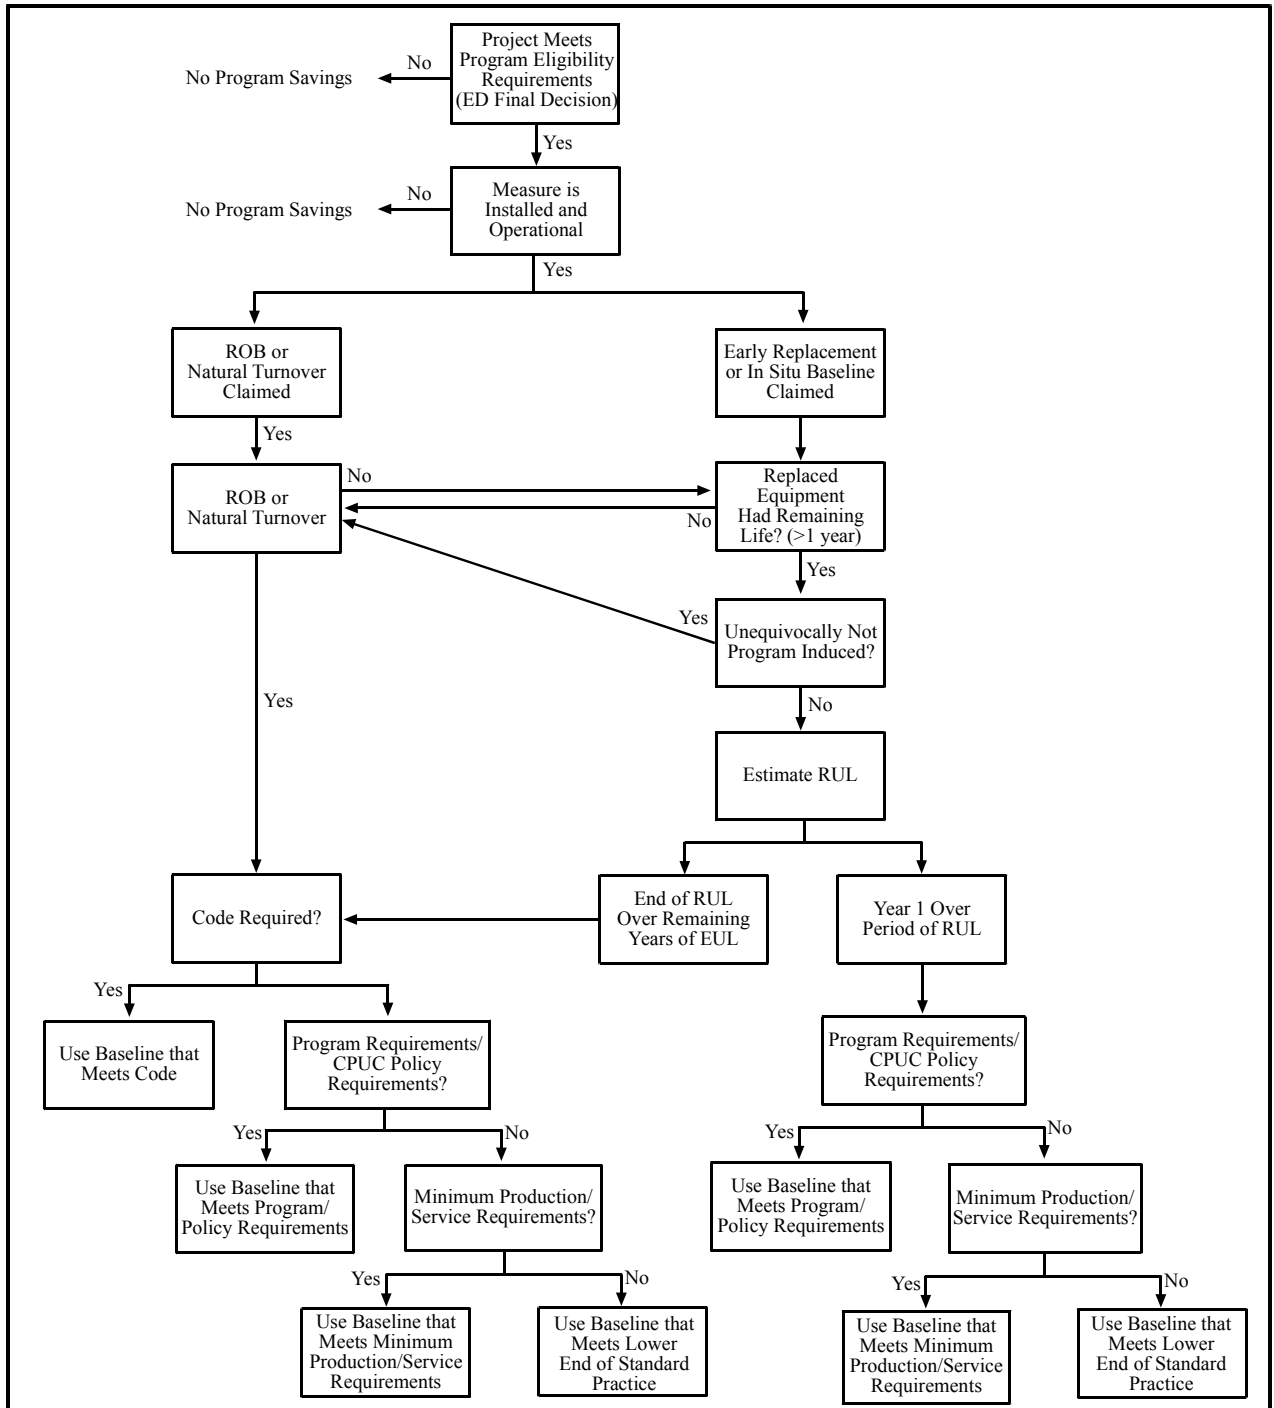 Project Meets
Program Eligibility
Requirements
(ED Final Decision)
No
No Program Savings
Yes
Measure is
Installed and
Operational
No
No Program Savings
Yes
ROB or
Natural Turnover
Claimed
Early Replacement
or In Situ Baseline
Claimed
Yes
ROB or
Natural Turnover
No
No
Replaced
Equipment
Had Remaining
Life? (>1 year)
Yes
Yes
Unequivocally Not
Program Induced?
Yes
No
Estimate RUL
Code Required?
End of RUL
Over Remaining
Years of EUL
Year 1 Over
Period of RUL
Yes
Use Baseline that
Meets Code
Program Requirements/
CPUC Policy
Requirements?
Program Requirements/
CPUC Policy
Requirements?
Yes
No
Yes
No
Use Baseline that
Meets Program/
Policy Requirements
Minimum Production/
Service Requirements?
Use Baseline that
Meets Program/
Policy Requirements
Minimum Production/
Service Requirements?
Yes
No
Yes
No
Use Baseline that
Meets Minimum
Production/Service
Requirements
Use Baseline that
Meets Lower
End of Standard
Practice
Use Baseline that
Meets Minimum
Production/Service
Requirements
Use Baseline that
Meets Lower
End of Standard
Practice